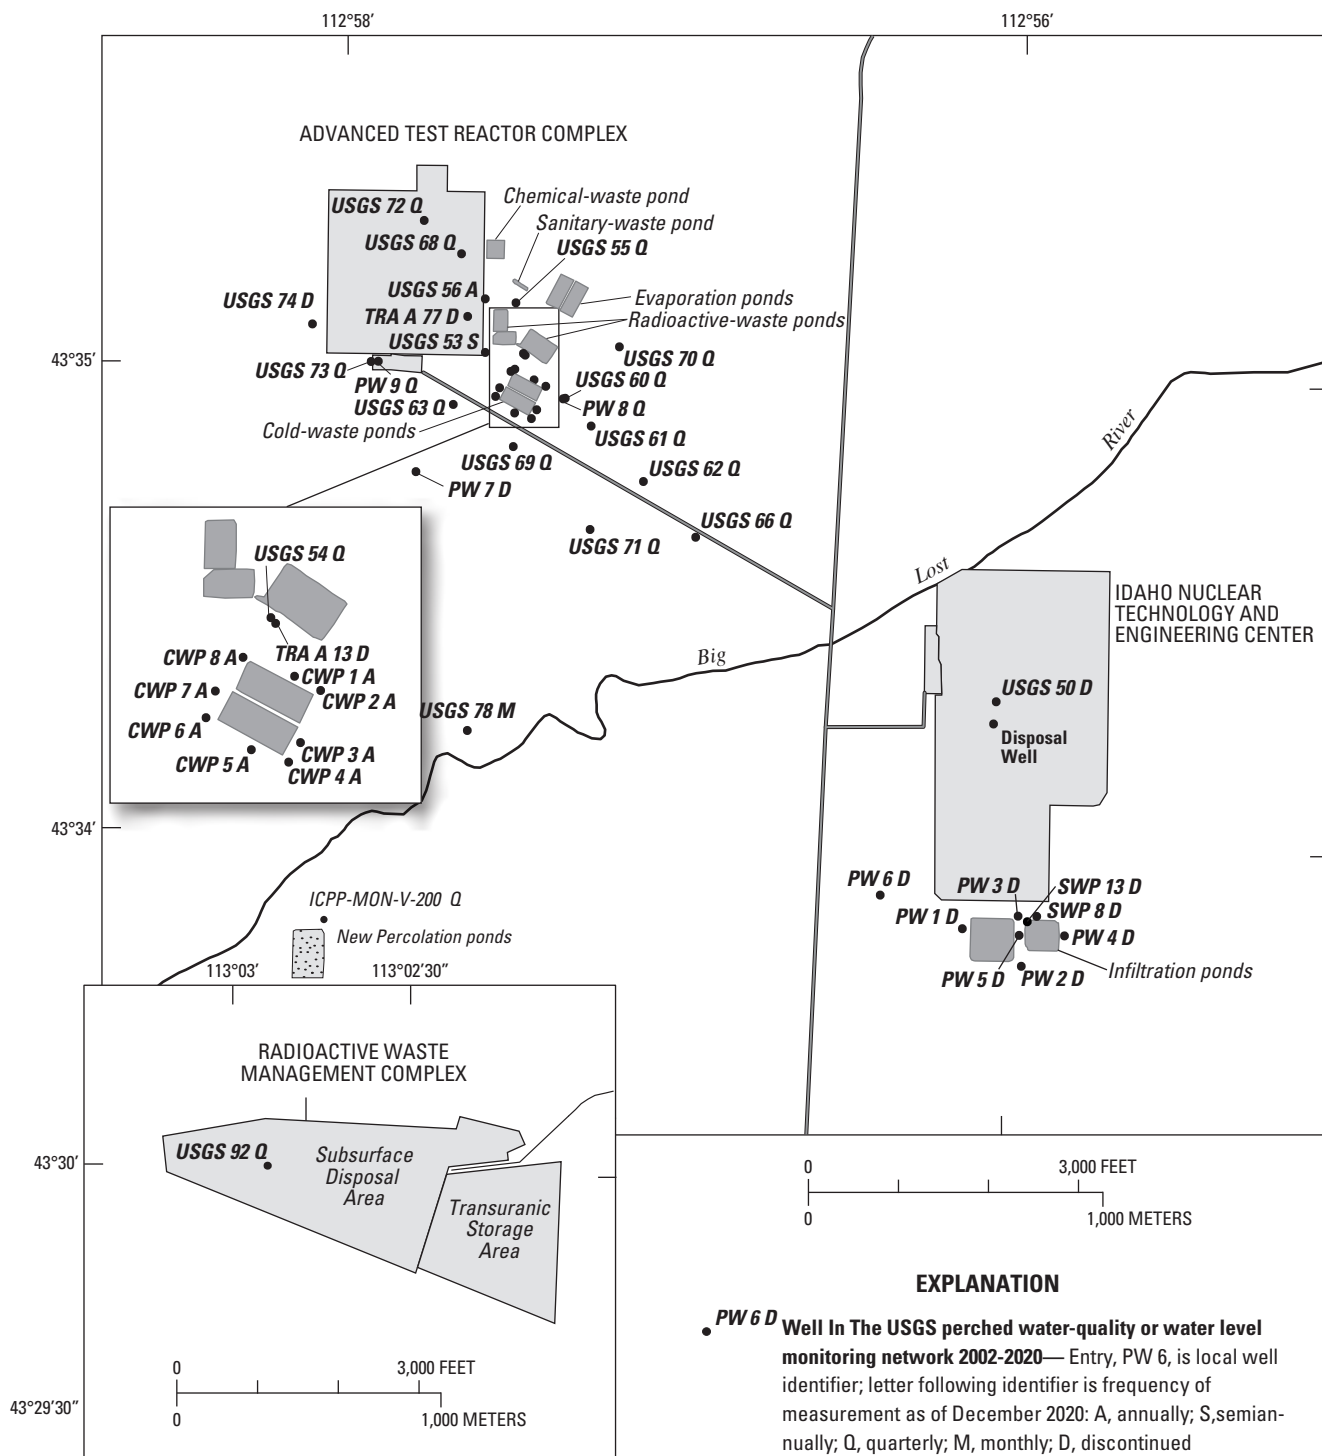 112°58′
112°56′
ADVANCED TEST REACTOR COMPLEX
USGS 72 Q
Chemical-waste pond
Sanitary-waste pond
USGS 68 Q
USGS 55 Q
USGS 74 D
USGS 56 A
Evaporation ponds
TRA A 77 D
Radioactive-waste ponds
USGS 53 S
43°35′
USGS 73 Q
USGS 70 Q
PW 9 Q
USGS 60 Q
USGS 63 Q
PW 8 Q
Cold-waste ponds
USGS 61 Q
USGS 69 Q
USGS 62 Q
PW 7 D
USGS 66 Q
USGS 71 Q
River
Lost
Big
USGS 54 Q
TRA A 13 D
CWP 8 A
CWP 1 A
CWP 7 A
CWP 2 A
CWP 6 A
CWP 3 A
CWP 5 A
CWP 4 A
USGS 78 M
IDAHO NUCLEAR
TECHNOLOGY AND
ENGINEERING CENTER
USGS 50 D
Disposal
Well
43°34′
PW 6 D
PW 3 D
SWP 13 D
PW 1 D
SWP 8 D
PW 4 D
PW 5 D
PW 2 D
Infiltration ponds
ICPP-MON-V-200 Q
New Percolation ponds
113°03′
113°02′30″
RADIOACTIVE WASTE
MANAGEMENT COMPLEX
USGS 92 Q
Subsurface
Disposal
Area
43°30′
Transuranic
Storage
Area
0
3,000 FEET
0
1,000 METERS
43°29′30″
0
3,000 FEET
0
1,000 METERS
EXPLANATION
PW 6 D
Well In The USGS perched water-quality or water level
monitoring network 2002-2020— Entry, PW 6, is local well
identifier; letter following identifier is frequency of
measurement as of December 2020: A, annually; S,semian-
nually; Q, quarterly; M, monthly; D, discontinued